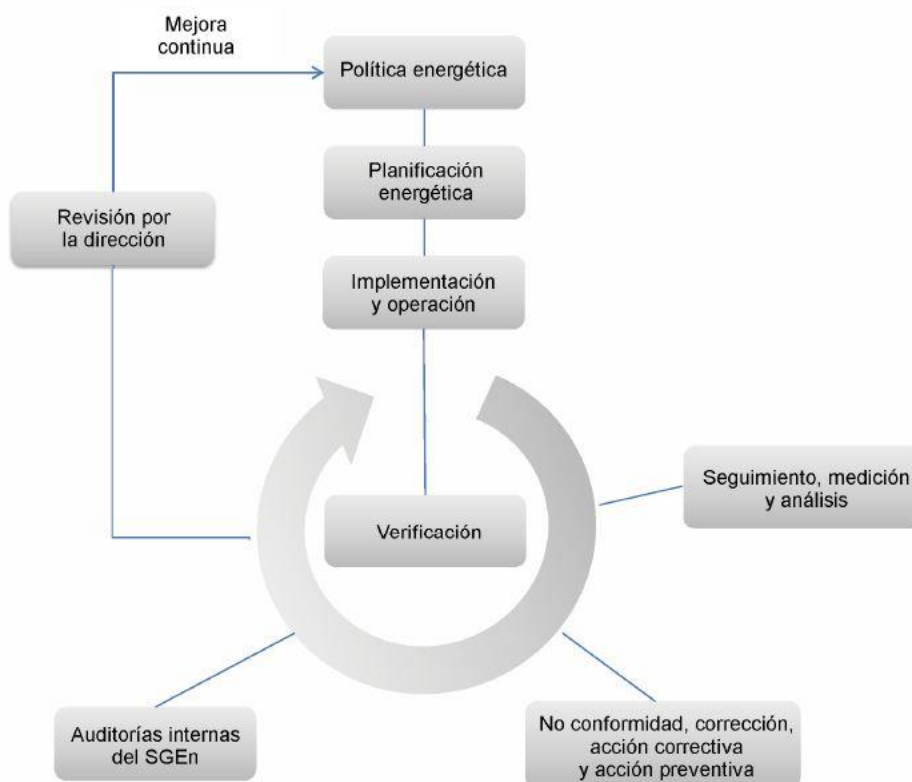 Mejora
continua
Política energética
Planificación
energética
Revisión por
la dirección
Implementación
y operación
Seguimiento, medición
y análisis
Verificación
Auditorías internas
del SGEn
No conformidad, corrección,
acción correctiva
y acción preventiva